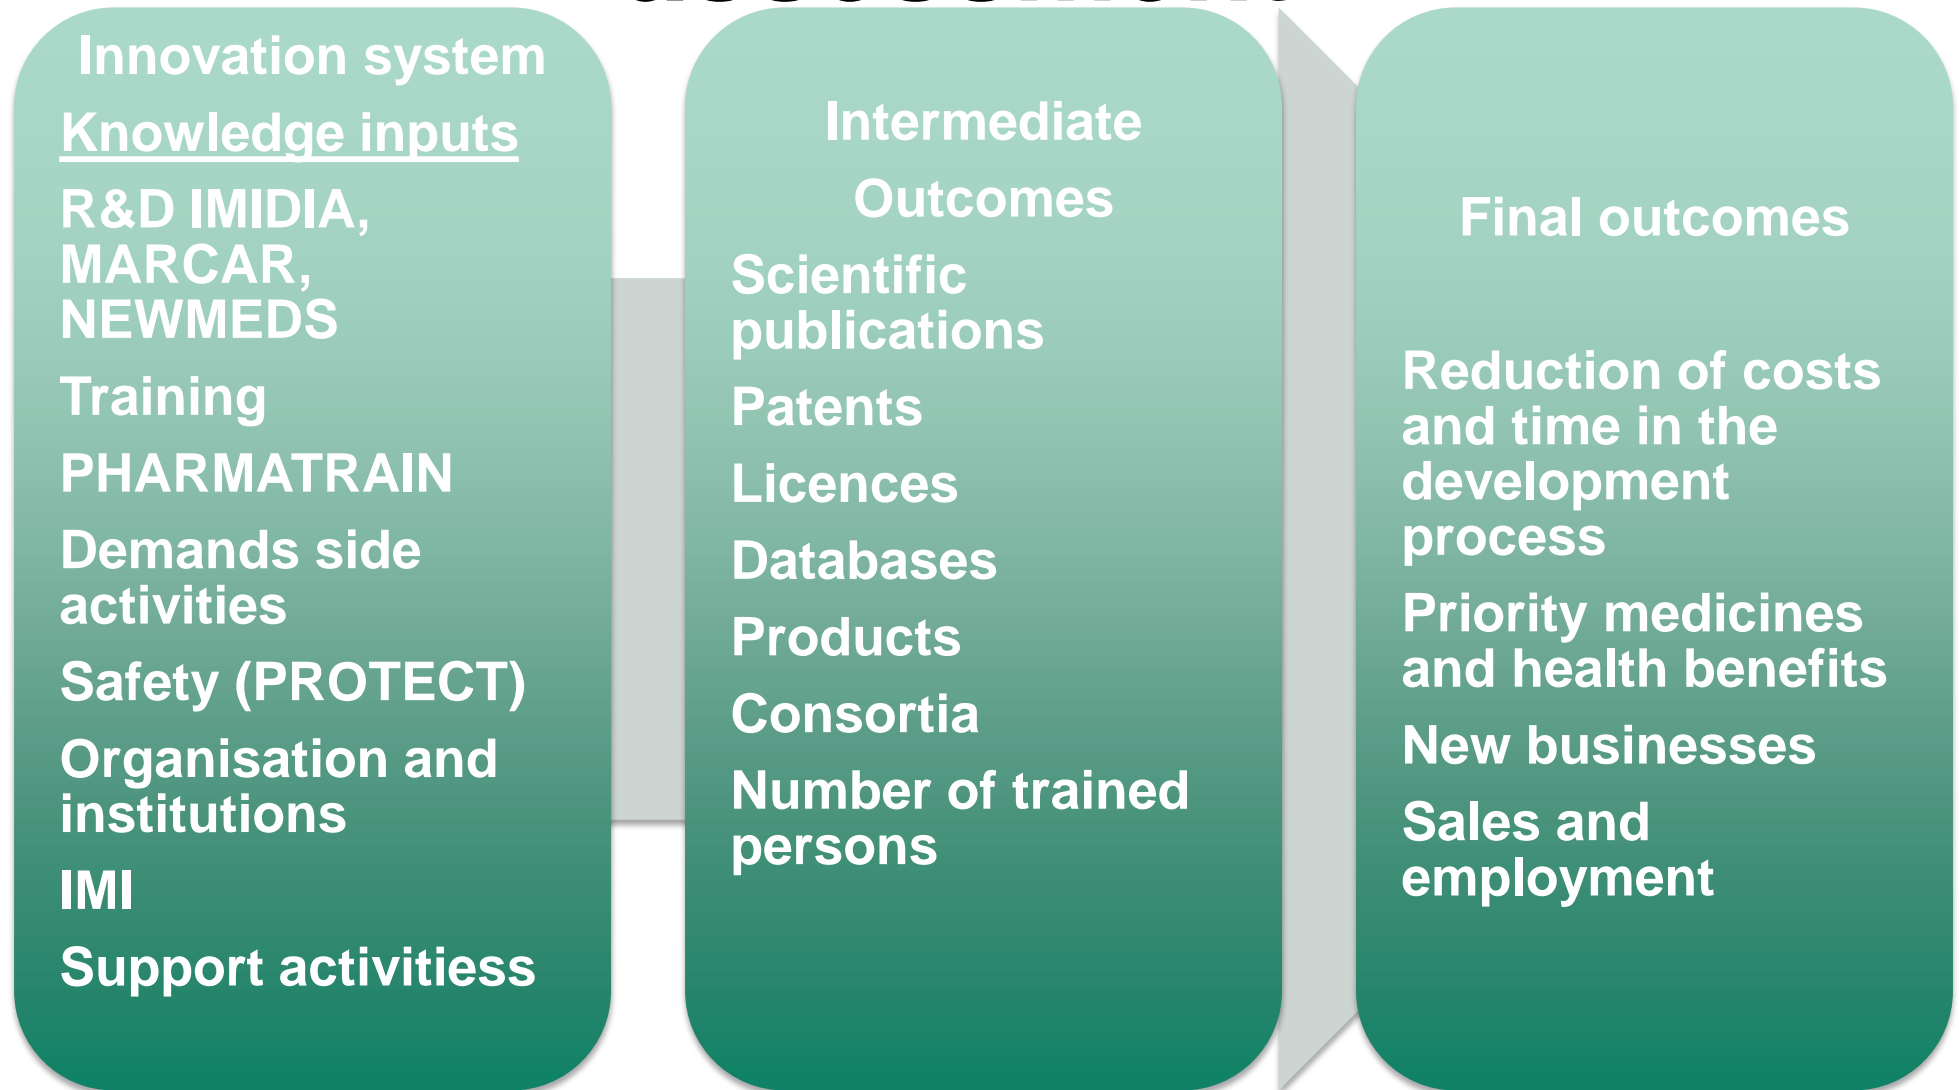 Innovation system
Knowledge inputs
R&D IMIDIA,
MARCAR,
NEWMEDS
Training
PHARMATRAIN
Demands side
activities
Safety (PROTECT)
Organisation and
institutions
IMI
Support activitiess
Intermediate
Outcomes
Scientific
publications
Patents
Licences
Databases
Products
Consortia
Number of trained
persons
Final outcomes
Reduction of costs
and time in the
development
process
Priority medicines
and health benefits
New businesses
Sales and
employment